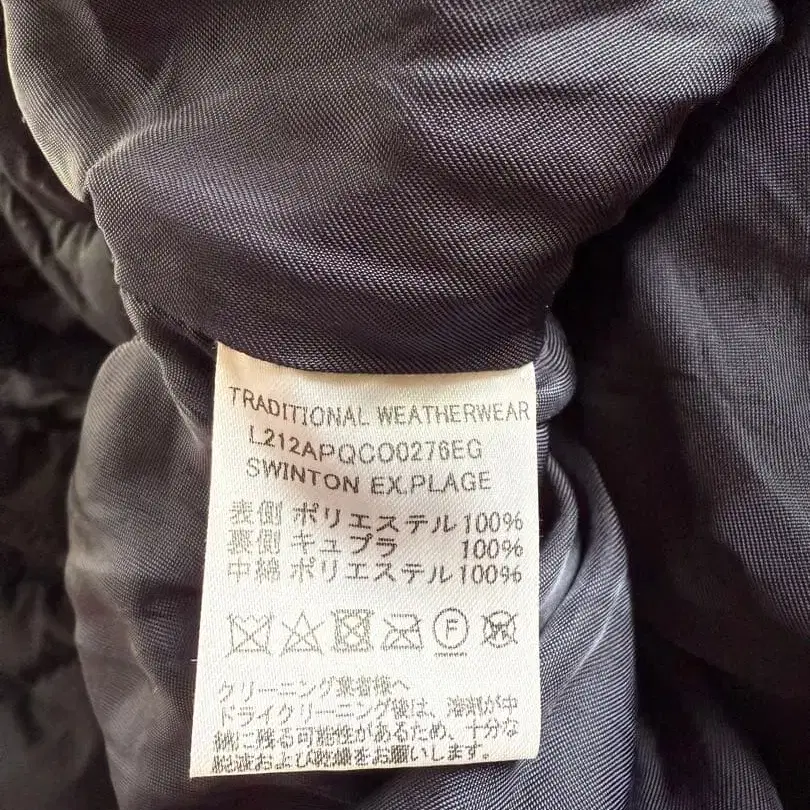 TRADITIONAL WEATHERWEAR
L212APQCO0276EG
SWINTON EX.PLAGE
表側 ポリエステル100%
裏側 キュプラ 100%
中綿 ポリエステル100%
F
クリーニング業者様へ
ドライクリーニング後は、溶剤が中
綿に残る可能性があるため、十分な
脱液および乾燥をお願いします。